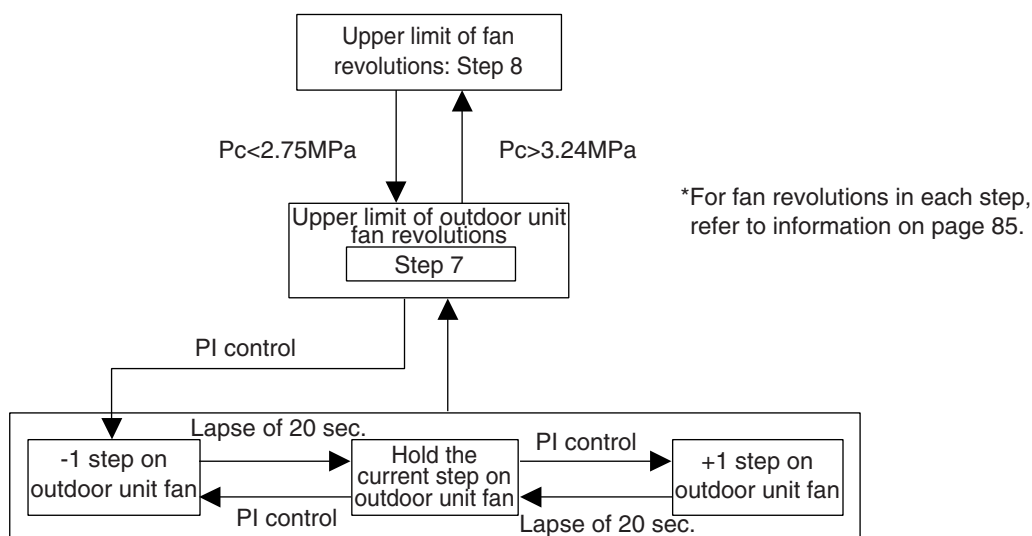 Upper limit of fan
revolutions: Step 8
Pc<2.75MPa
Pc>3.24MPa
*For fan revolutions in each step,
refer to information on page 85.
Upper limit of outdoor unit
fan revolutions
Step 7
PI control
Lapse of 20 sec.
-1 step on
outdoor unit fan
Hold the
current step on
outdoor unit fan
PI control
+1 step on
outdoor unit fan
PI control
Lapse of 20 sec.